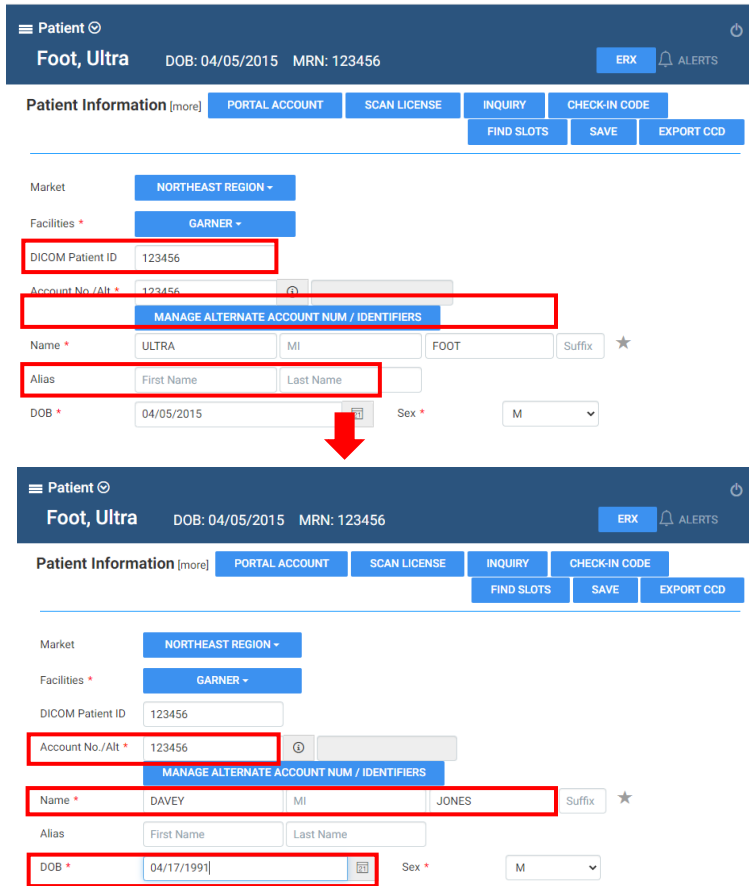 Patient
Foot, Ultra DOB: 04/05/2015 MRN: 123456 ERX ALERTS
Patient Information [more] PORTAL ACCOUNT SCAN LICENSE INQUIRY CHECK-IN CODE
FIND SLOTS SAVE EXPORT CCD
Market NORTHEAST REGION
Facilities * GARNER
DICOM Patient ID 123456
Account No./Alt * 123456
MANAGE ALTERNATE ACCOUNT NUM / IDENTIFIERS
Name * ULTRA MI FOOT Suffix
Alias First Name Last Name
DOB * 04/05/2015 Sex * M
Patient
Foot, Ultra DOB: 04/05/2015 MRN: 123456 ERX ALERTS
Patient Information [more] PORTAL ACCOUNT SCAN LICENSE INQUIRY CHECK-IN CODE
FIND SLOTS SAVE EXPORT CCD
Market NORTHEAST REGION
Facilities * GARNER
DICOM Patient ID 123456
Account No./Alt * 123456
MANAGE ALTERNATE ACCOUNT NUM / IDENTIFIERS
Name * DAVEY MI JONES Suffix
Alias First Name Last Name
DOB * 04/17/1991 Sex * M